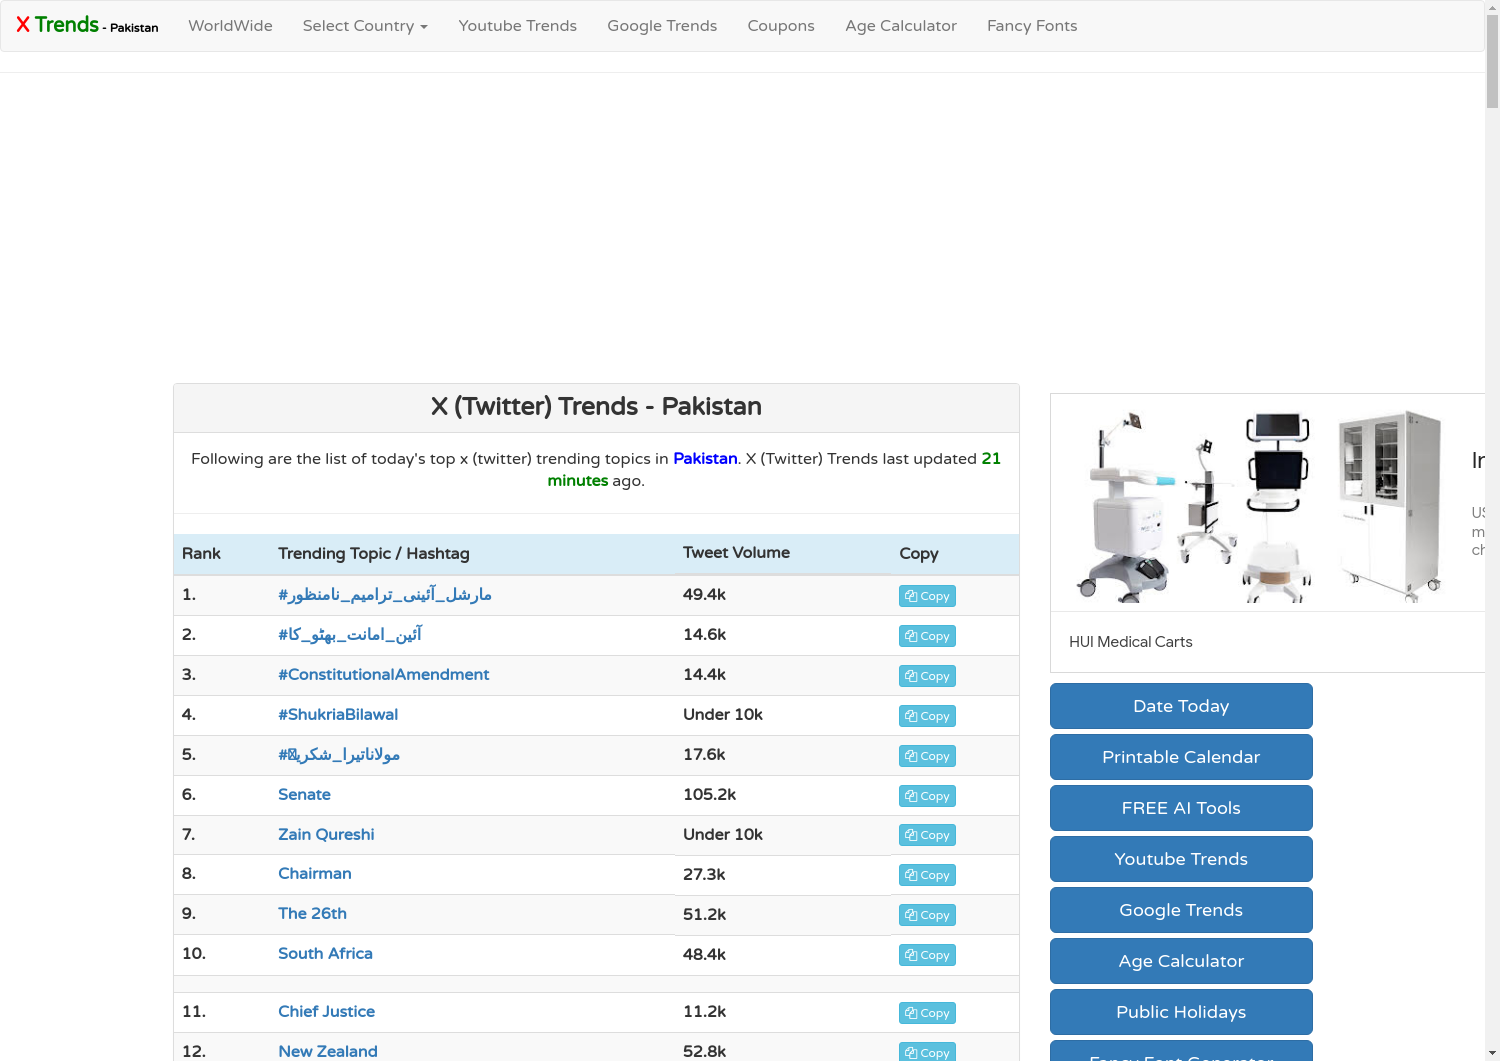 X Trends - Pakistan WorldWide Select Country Youtube Trends Google Trends Coupons Age Calculator Fancy Fonts
X (Twitter) Trends - Pakistan
Following are the list of today's top x (twitter) trending topics in Pakistan. X (Twitter) Trends last updated 21
minutes ago.
Rank Trending Topic / Hashtag Tweet Volume Copy
1. #مارشل_آئینی_ترامیم_نامنظور 49.4k Copy
2. #آئین_امانت_بھٹو_کا 14.6k Copy
3. #ConstitutionalAmendment 14.4k Copy
4. #ShukriaBilawal Under 10k Copy
5. #مولاناتیرا_شکریہ 17.6k Copy
6. Senate 105.2k Copy
7. Zain Qureshi Under 10k Copy
8. Chairman 27.3k Copy
9. The 26th 51.2k Copy
10. South Africa 48.4k Copy
11. Chief Justice 11.2k Copy
12. New Zealand 52.8k Copy
HUI Medical Carts
Date Today
Printable Calendar
FREE AI Tools
Youtube Trends
Google Trends
Age Calculator
Public Holidays
Fancy Font Generator